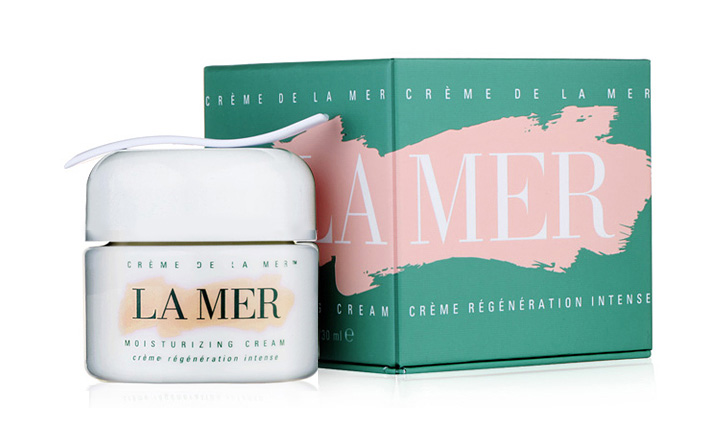 CRÈME DE LA MER™
LA MER
MOISTURIZING CREAM
crème régénération intense
CRÈME DE LA MER
LA
CREAM
30 ml e
CRÈME DE LA MER
MER
CRÈME RÉGÉNÉRATION INTENSE